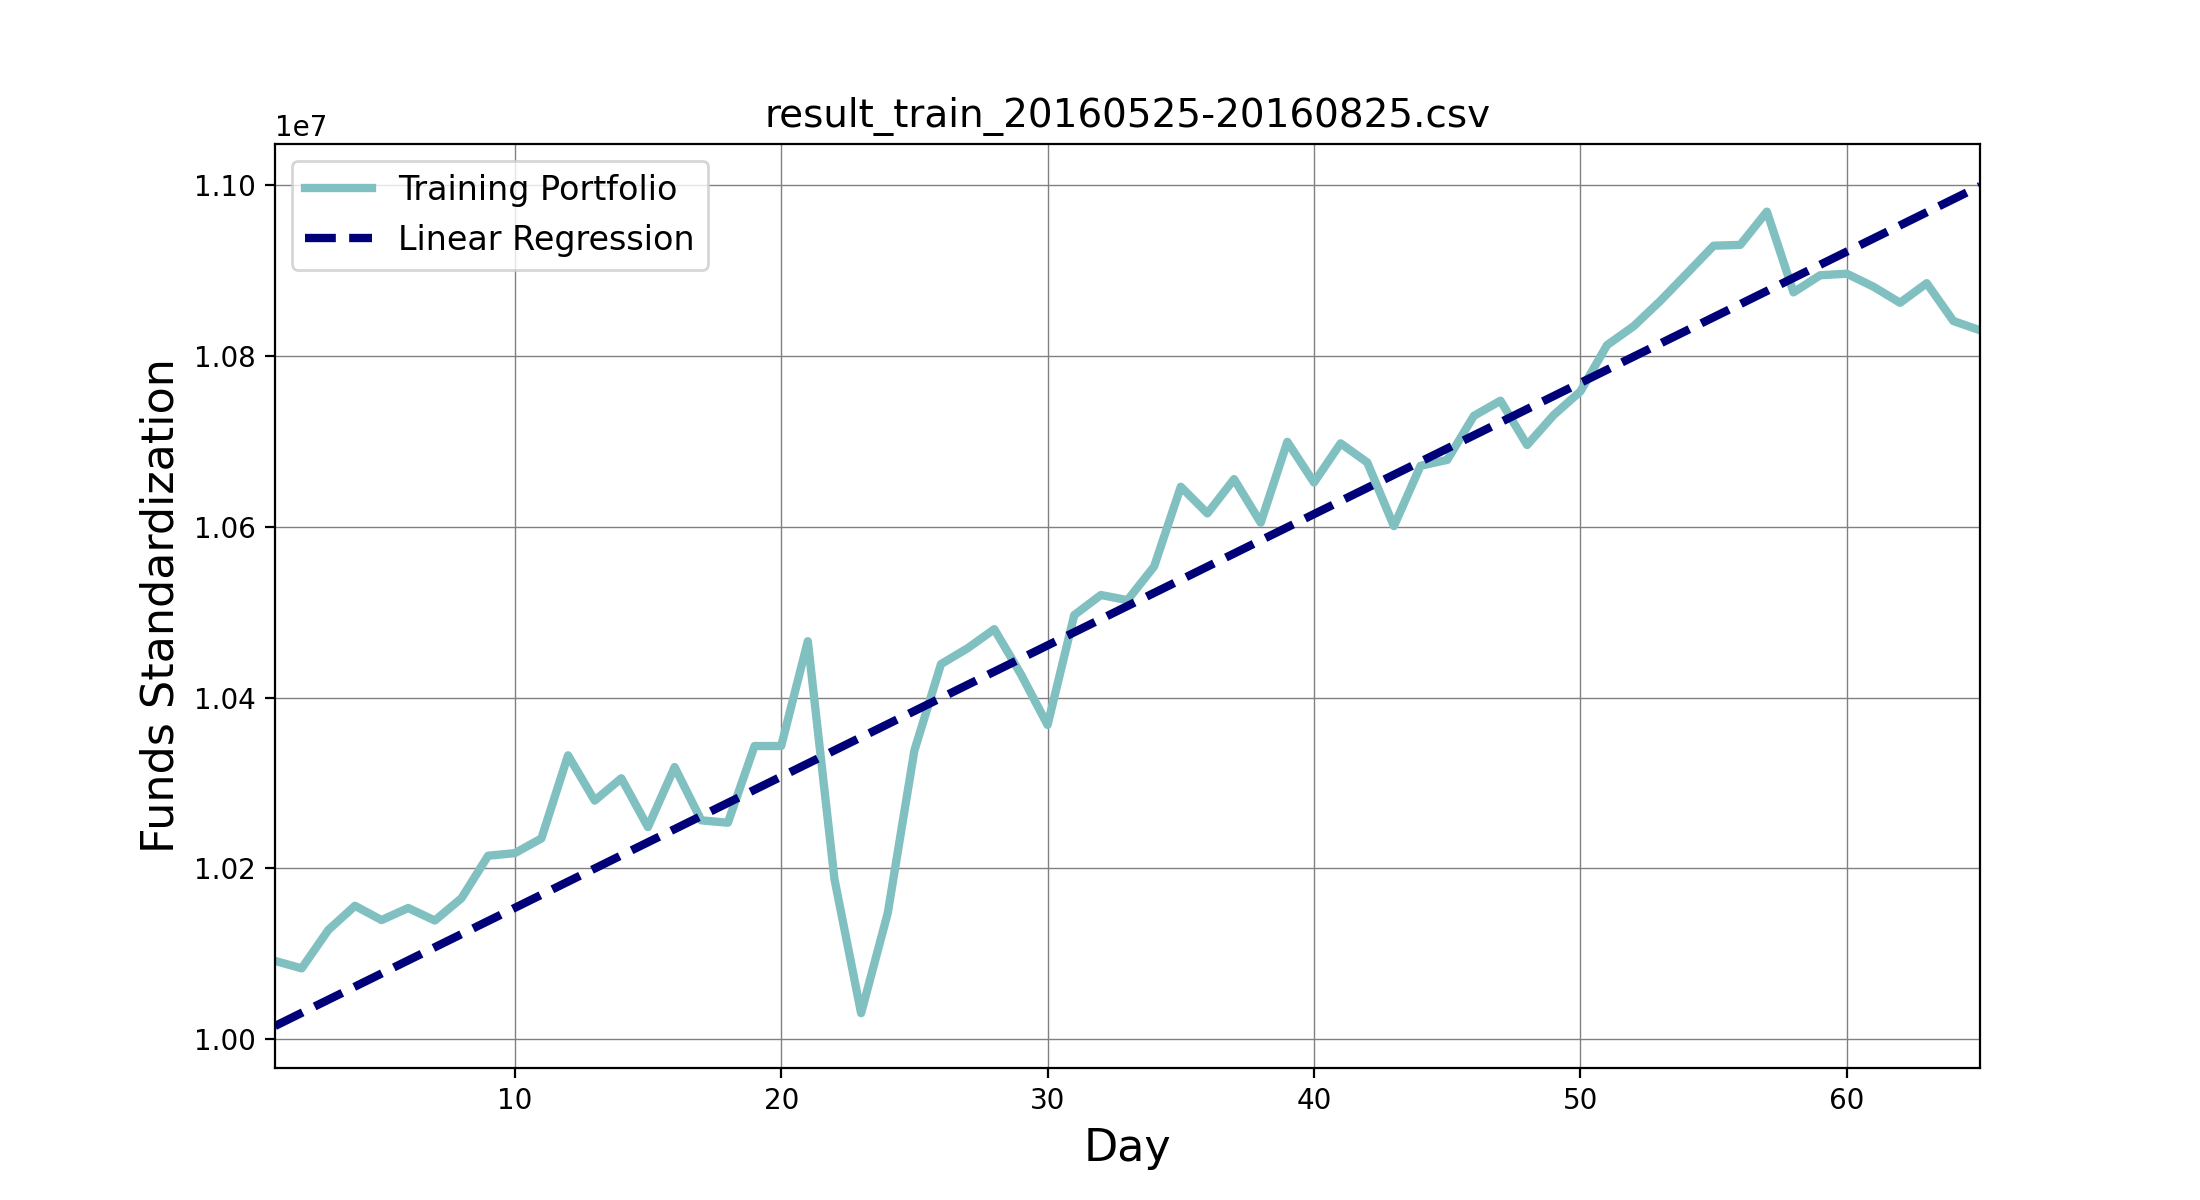 result_train_20160525-20160825.csv
1e7
Training Portfolio
Linear Regression
1.10
1.08
1.06
1.04
1.02
1.00
Funds Standardization
10 20 30 40 50 60
Day